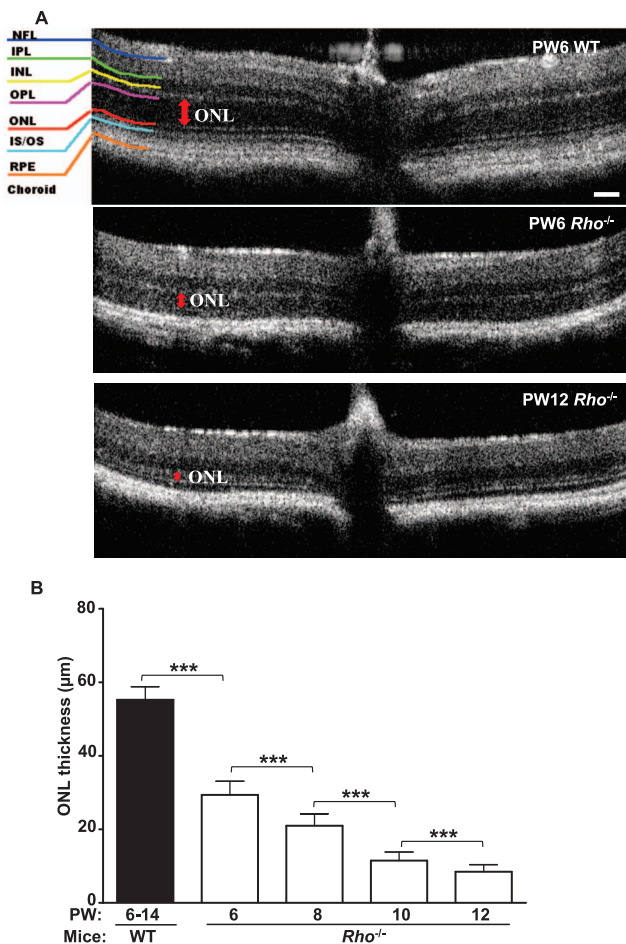 A
NFL
IPL
INL
OPL
ONL
IS/OS
RPE
Choroid
PW6 WT
ONL
PW6 Rho-/-
ONL
PW12 Rho-/-
ONL
B
ONL thickness (μm)
80
60
40
20
0
***
***
***
***
PW: 6-14 6 8 10 12
Mice: WT Rho-/-